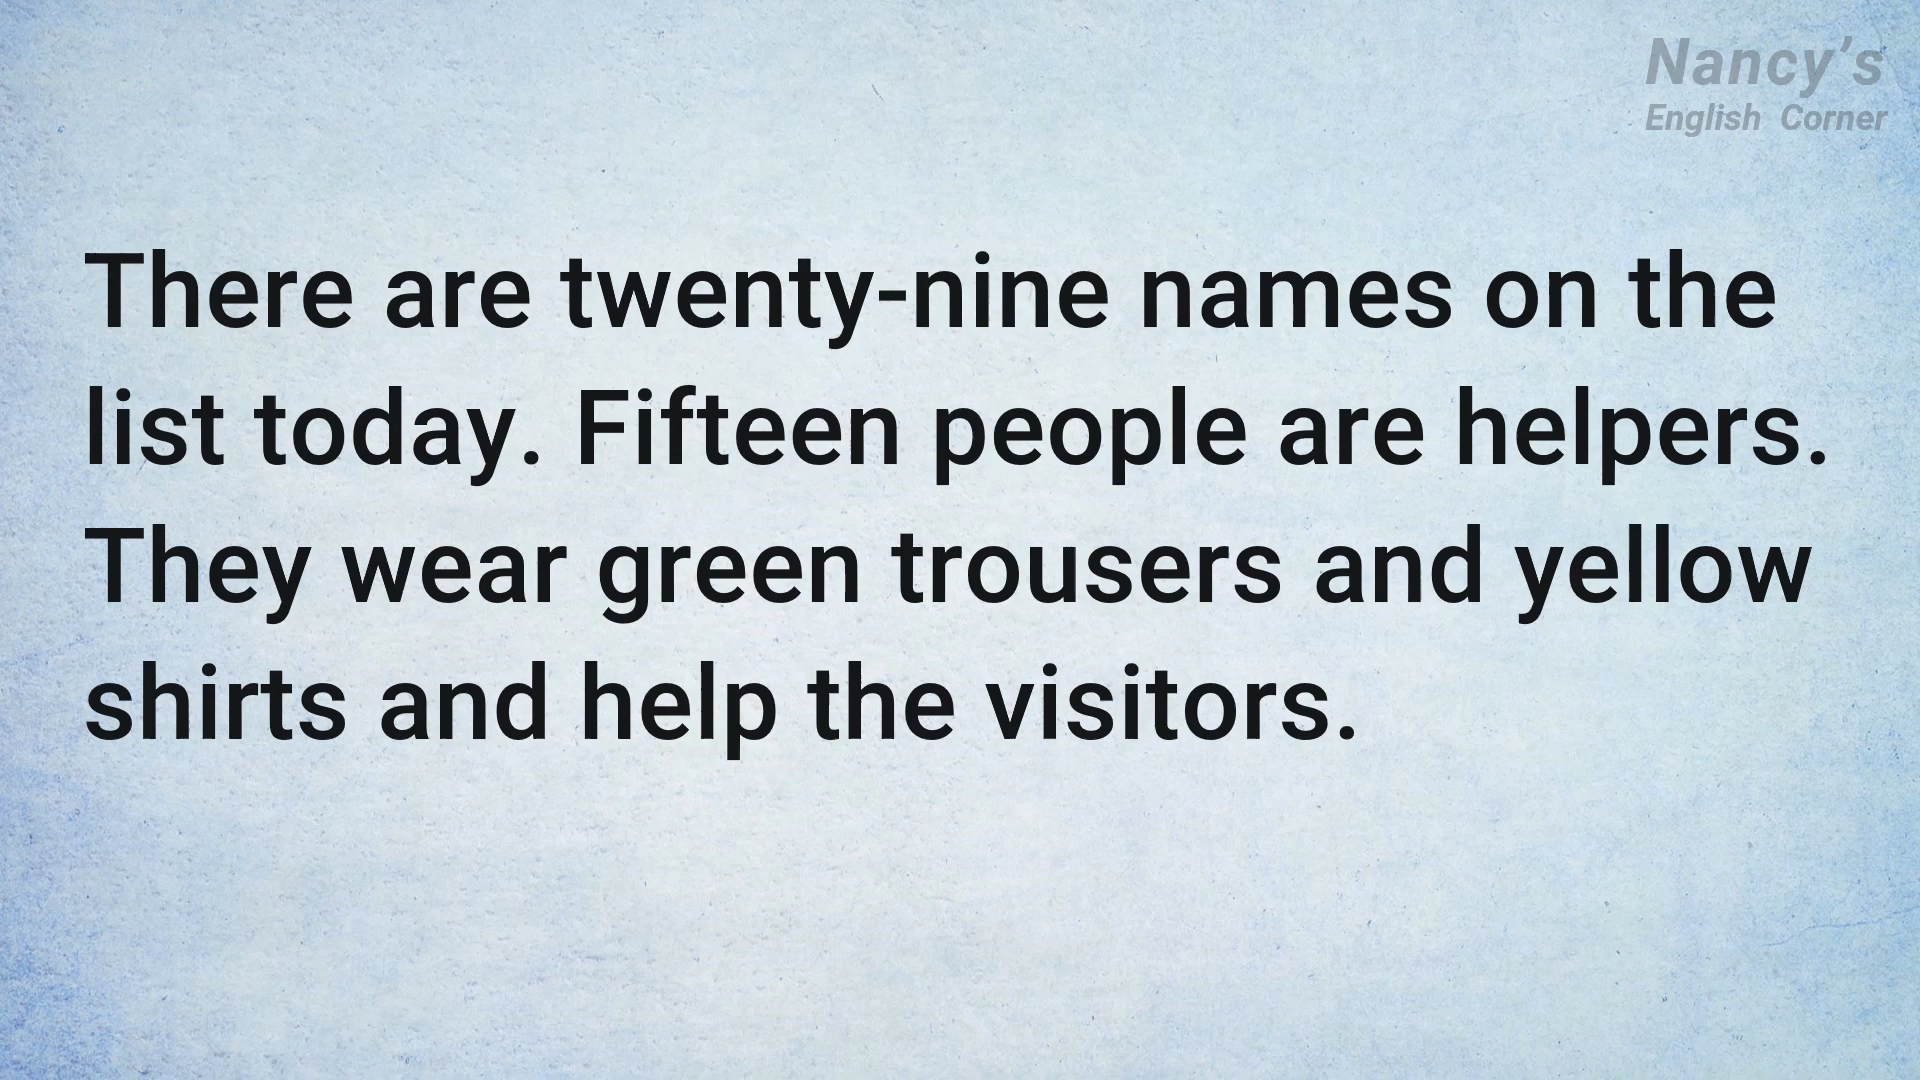 Nancy’s
English Corner
There are twenty-nine names on the
list today. Fifteen people are helpers.
They wear green trousers and yellow
shirts and help the visitors.